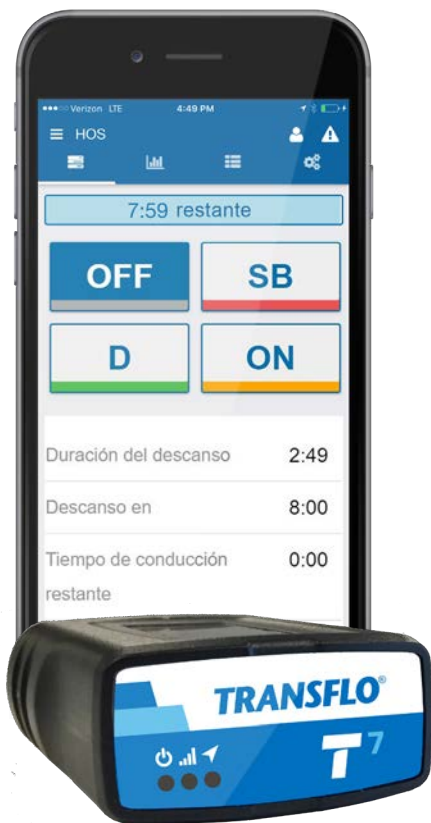 Verizon LTE 4:49 PM
HOS
7:59 restante
OFF SB
D ON
Duración del descanso 2:49
Descanso en 8:00
Tiempo de conducción 0:00
restante
TRANSFLO®
T7